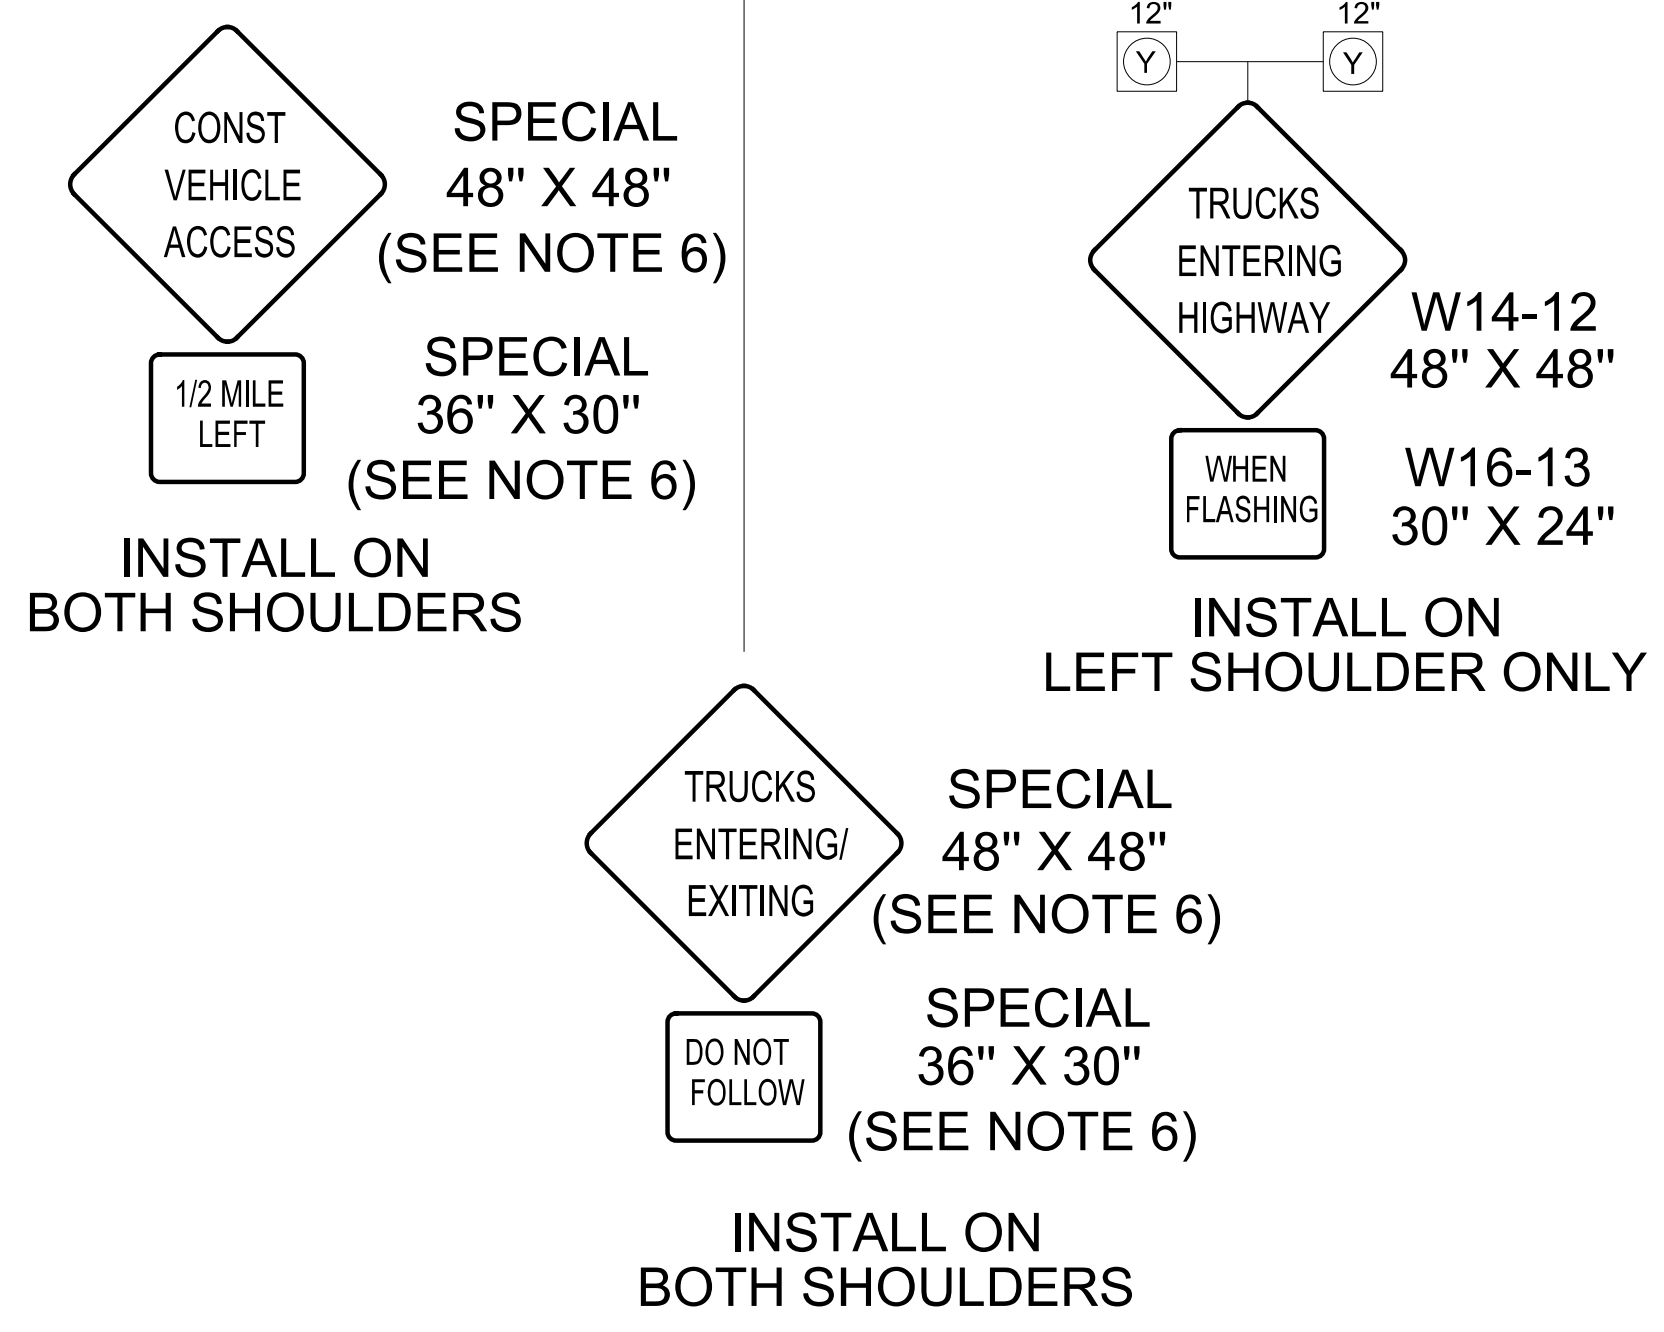 CONST
VEHICLE
ACCESS
SPECIAL
48" X 48"
(SEE NOTE 6)
1/2 MILE
LEFT
SPECIAL
36" X 30"
(SEE NOTE 6)
INSTALL ON
BOTH SHOULDERS
12" 12"
Y Y
TRUCKS
ENTERING
HIGHWAY
W14-12
48" X 48"
WHEN
FLASHING
W16-13
30" X 24"
INSTALL ON
LEFT SHOULDER ONLY
TRUCKS
ENTERING/
EXITING
SPECIAL
48" X 48"
(SEE NOTE 6)
DO NOT
FOLLOW
SPECIAL
36" X 30"
(SEE NOTE 6)
INSTALL ON
BOTH SHOULDERS